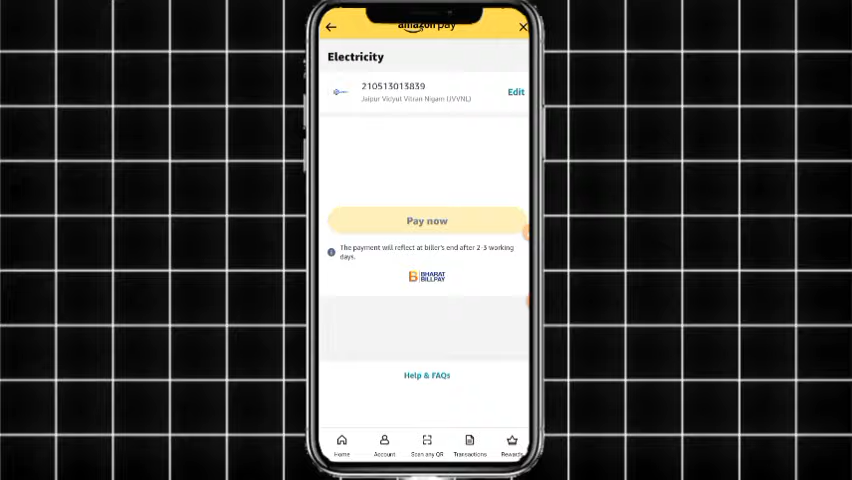 amazon pay
Electricity
210513013839
Jaipur Vidyut Vitran Nigam (JVVNL)
Edit
Pay now
The payment will reflect at biller's end after 2-3 working
days.
B BHARAT
BILLPAY
Help & FAQs
Home
Account
Scan any QR
Transactions
Rewards